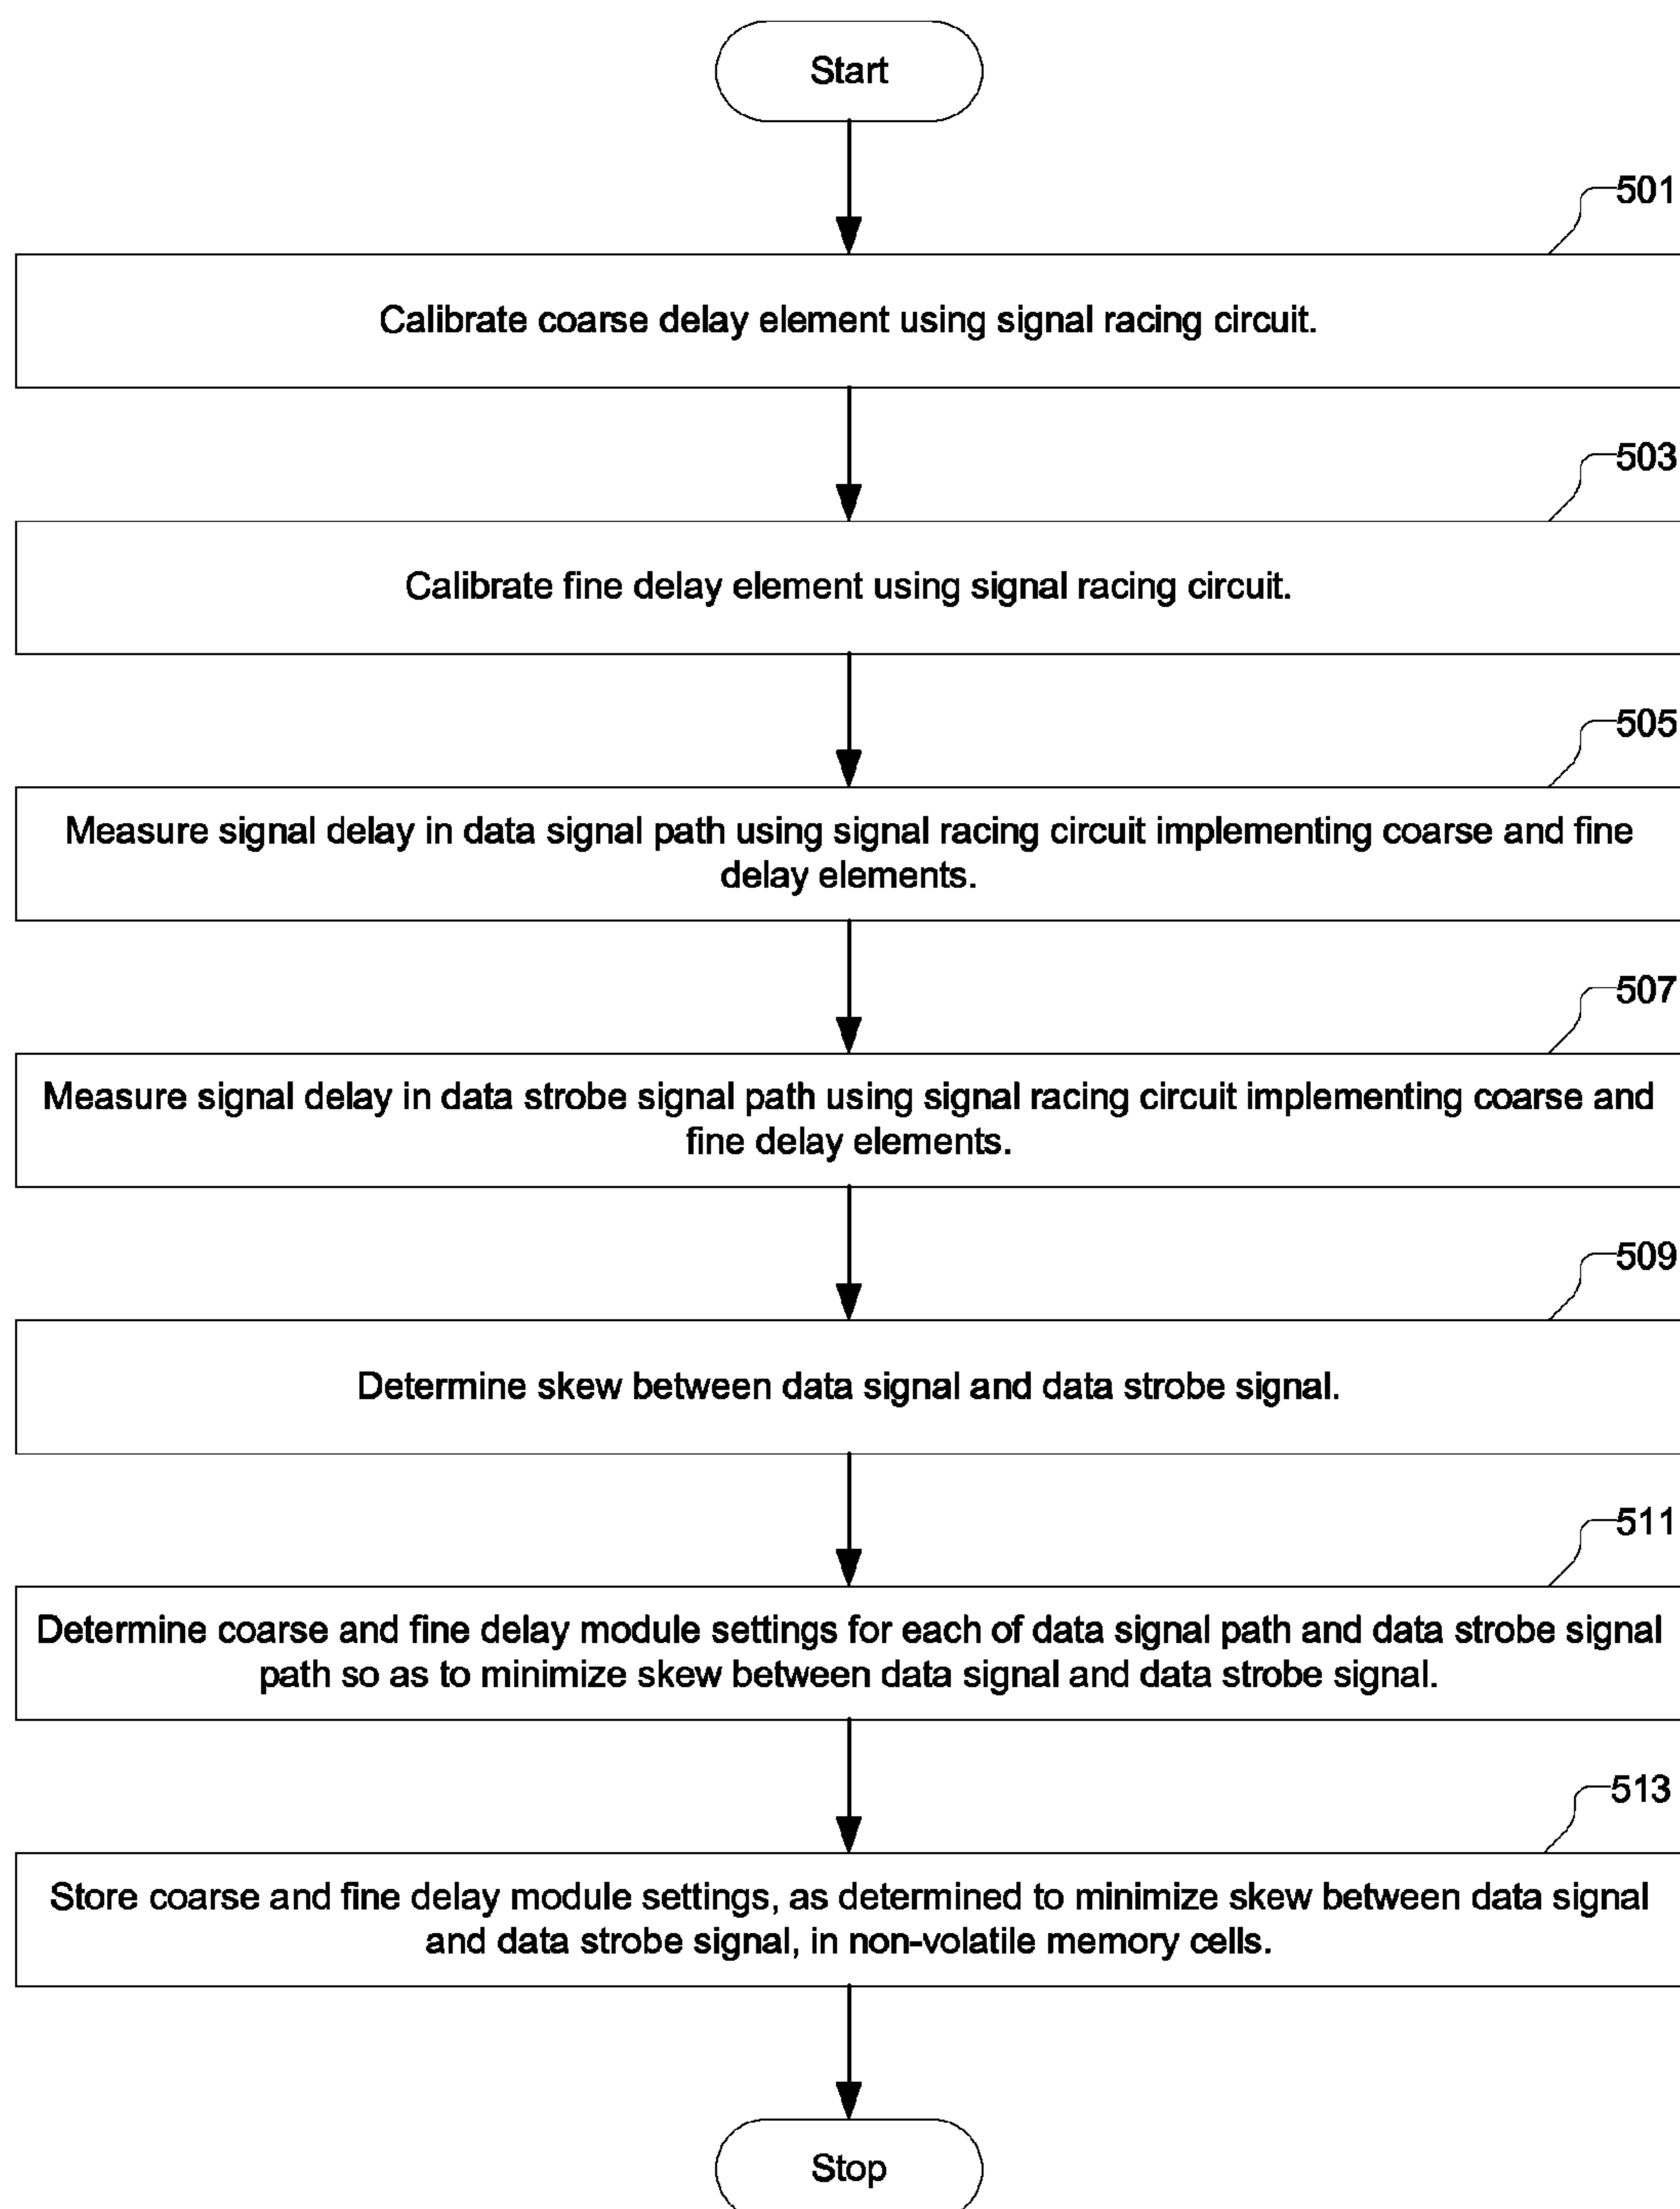 Start
501
Calibrate coarse delay element using signal racing circuit.
503
Calibrate fine delay element using signal racing circuit.
505
Measure signal delay in data signal path using signal racing circuit implementing coarse and fine
delay elements.
507
Measure signal delay in data strobe signal path using signal racing circuit implementing coarse and
fine delay elements.
509
Determine skew between data signal and data strobe signal.
511
Determine coarse and fine delay module settings for each of data signal path and data strobe signal
path so as to minimize skew between data signal and data strobe signal.
513
Store coarse and fine delay module settings, as determined to minimize skew between data signal
and data strobe signal, in non-volatile memory cells.
Stop